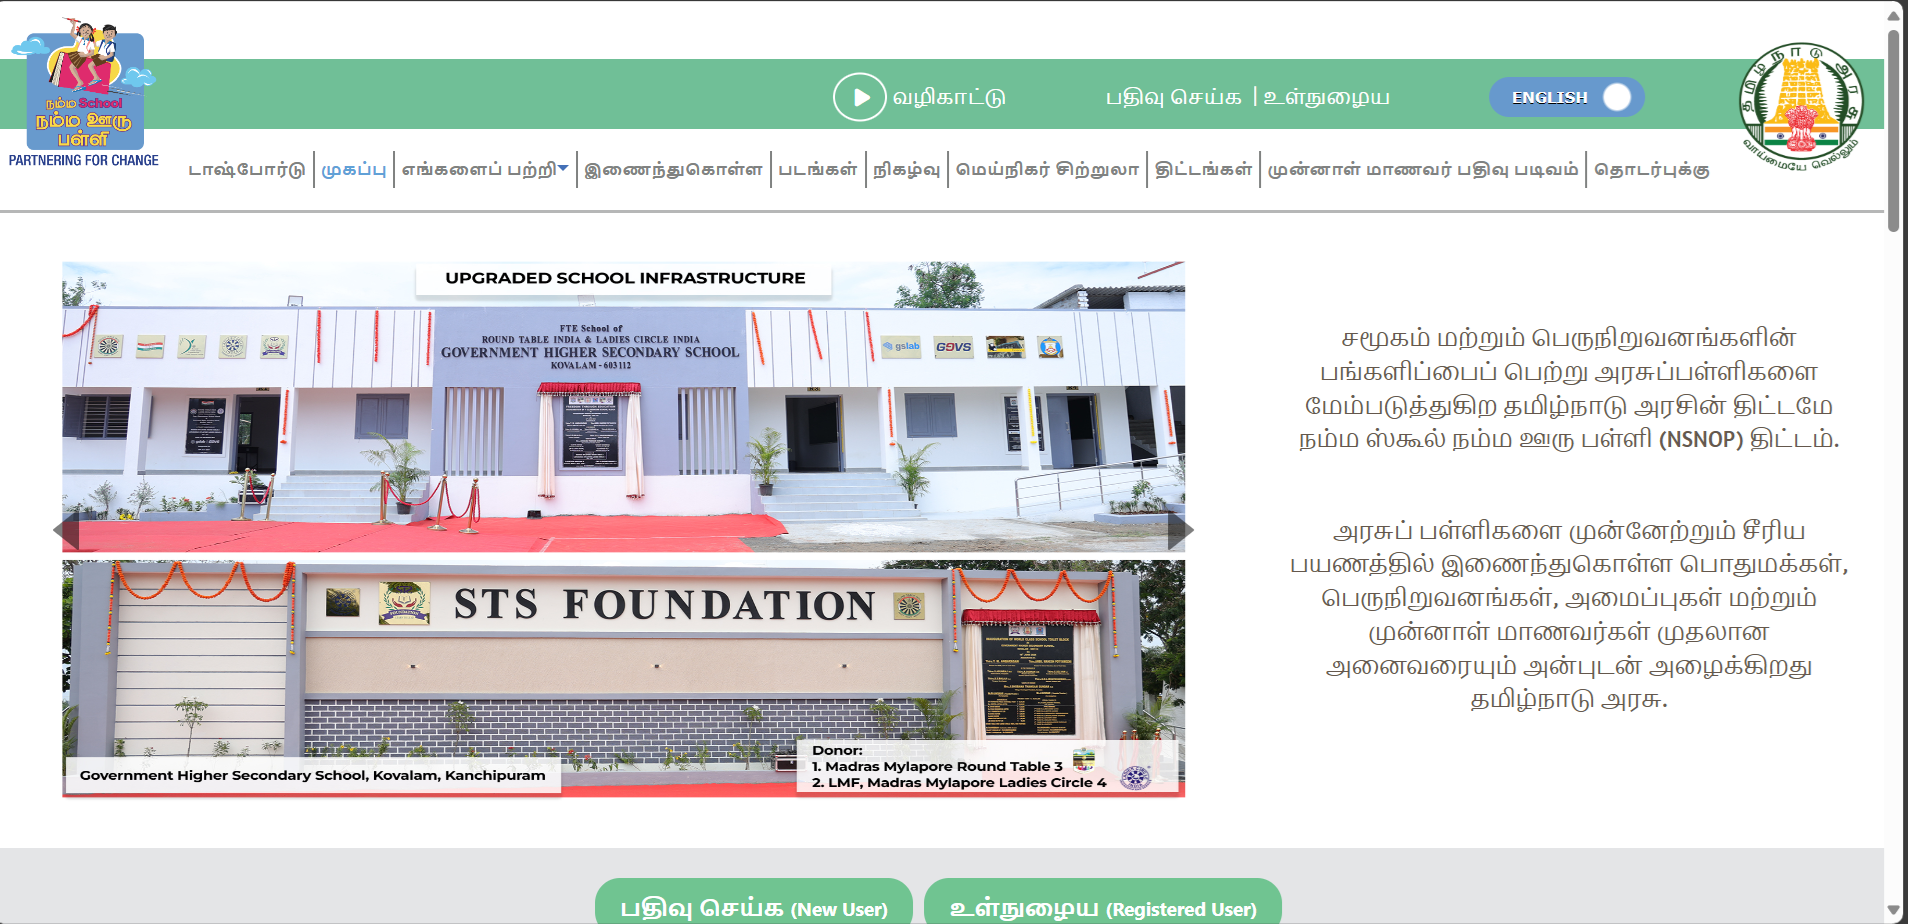 நம்ம School
நம்ம ஊரு
பள்ளி
PARTNERING FOR CHANGE
வழிகாட்டு
பதிவு செய்க | உள்நுழைய
ENGLISH
தமிழ்நாடு அரசு
வாய்மையே வெல்லும்
டாஷ்போர்டு
முகப்பு
எங்களைப் பற்றி
இணைந்துகொள்ள
படங்கள்
நிகழ்வு
மெய்நிகர் சிற்றுலா
திட்டங்கள்
முன்னாள் மாணவர் பதிவு படிவம்
தொடர்புக்கு
UPGRADED SCHOOL INFRASTRUCTURE
FTE School of
ROUND TABLE INDIA & LADIES CIRCLE INDIA
GOVERNMENT HIGHER SECONDARY SCHOOL
KOVALAM - 603112
gslab
GAVS
STS FOUNDATION
Government Higher Secondary School, Kovalam, Kanchipuram
Donor:
1. Madras Mylapore Round Table 3
2. LMF, Madras Mylapore Ladies Circle 4
சமூகம் மற்றும் பெருநிறுவனங்களின்
பங்களிப்பைப் பெற்று அரசுப்பள்ளிகளை
மேம்படுத்துகிற தமிழ்நாடு அரசின் திட்டமே
நம்ம ஸ்கூல் நம்ம ஊரு பள்ளி (NSNOP) திட்டம்.
அரசுப் பள்ளிகளை முன்னேற்றும் சீரிய
பயணத்தில் இணைந்துகொள்ள பொதுமக்கள்,
பெருநிறுவனங்கள், அமைப்புகள் மற்றும்
முன்னாள் மாணவர்கள் முதலான
அனைவரையும் அன்புடன் அழைக்கிறது
தமிழ்நாடு அரசு.
பதிவு செய்க (New User)
உள்நுழைய (Registered User)